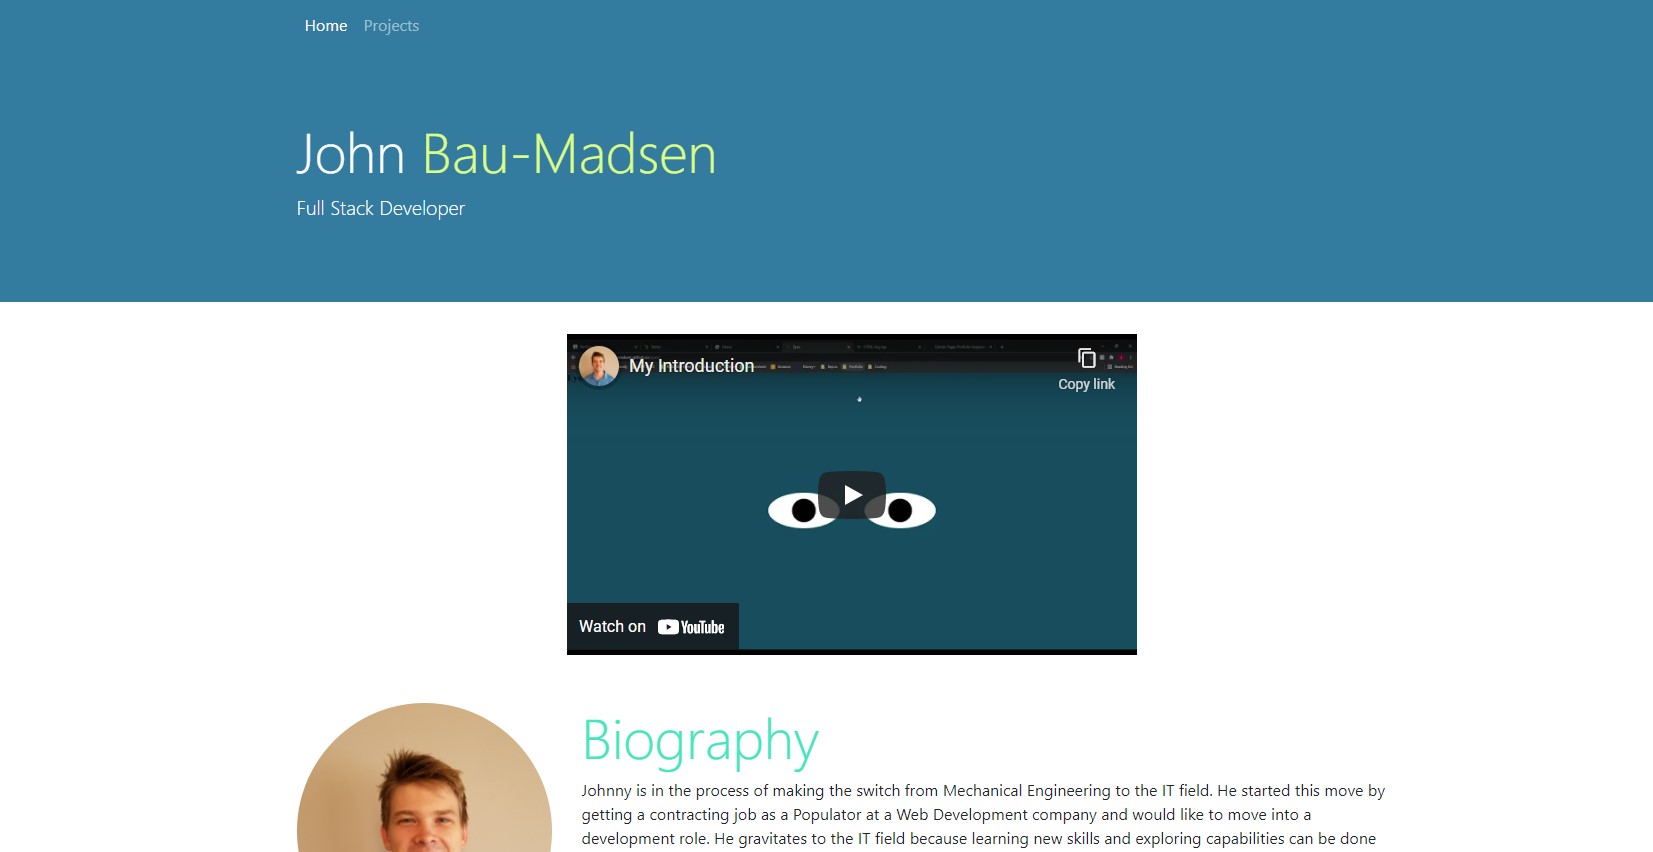 Home Projects
John Bau-Madsen
Full Stack Developer
My Introduction
Copy link
Watch on YouTube
Biography
Johnny is in the process of making the switch from Mechanical Engineering to the IT field. He started this move by
getting a contracting job as a Populator at a Web Development company and would like to move into a
development role. He gravitates to the IT field because learning new skills and exploring capabilities can be done